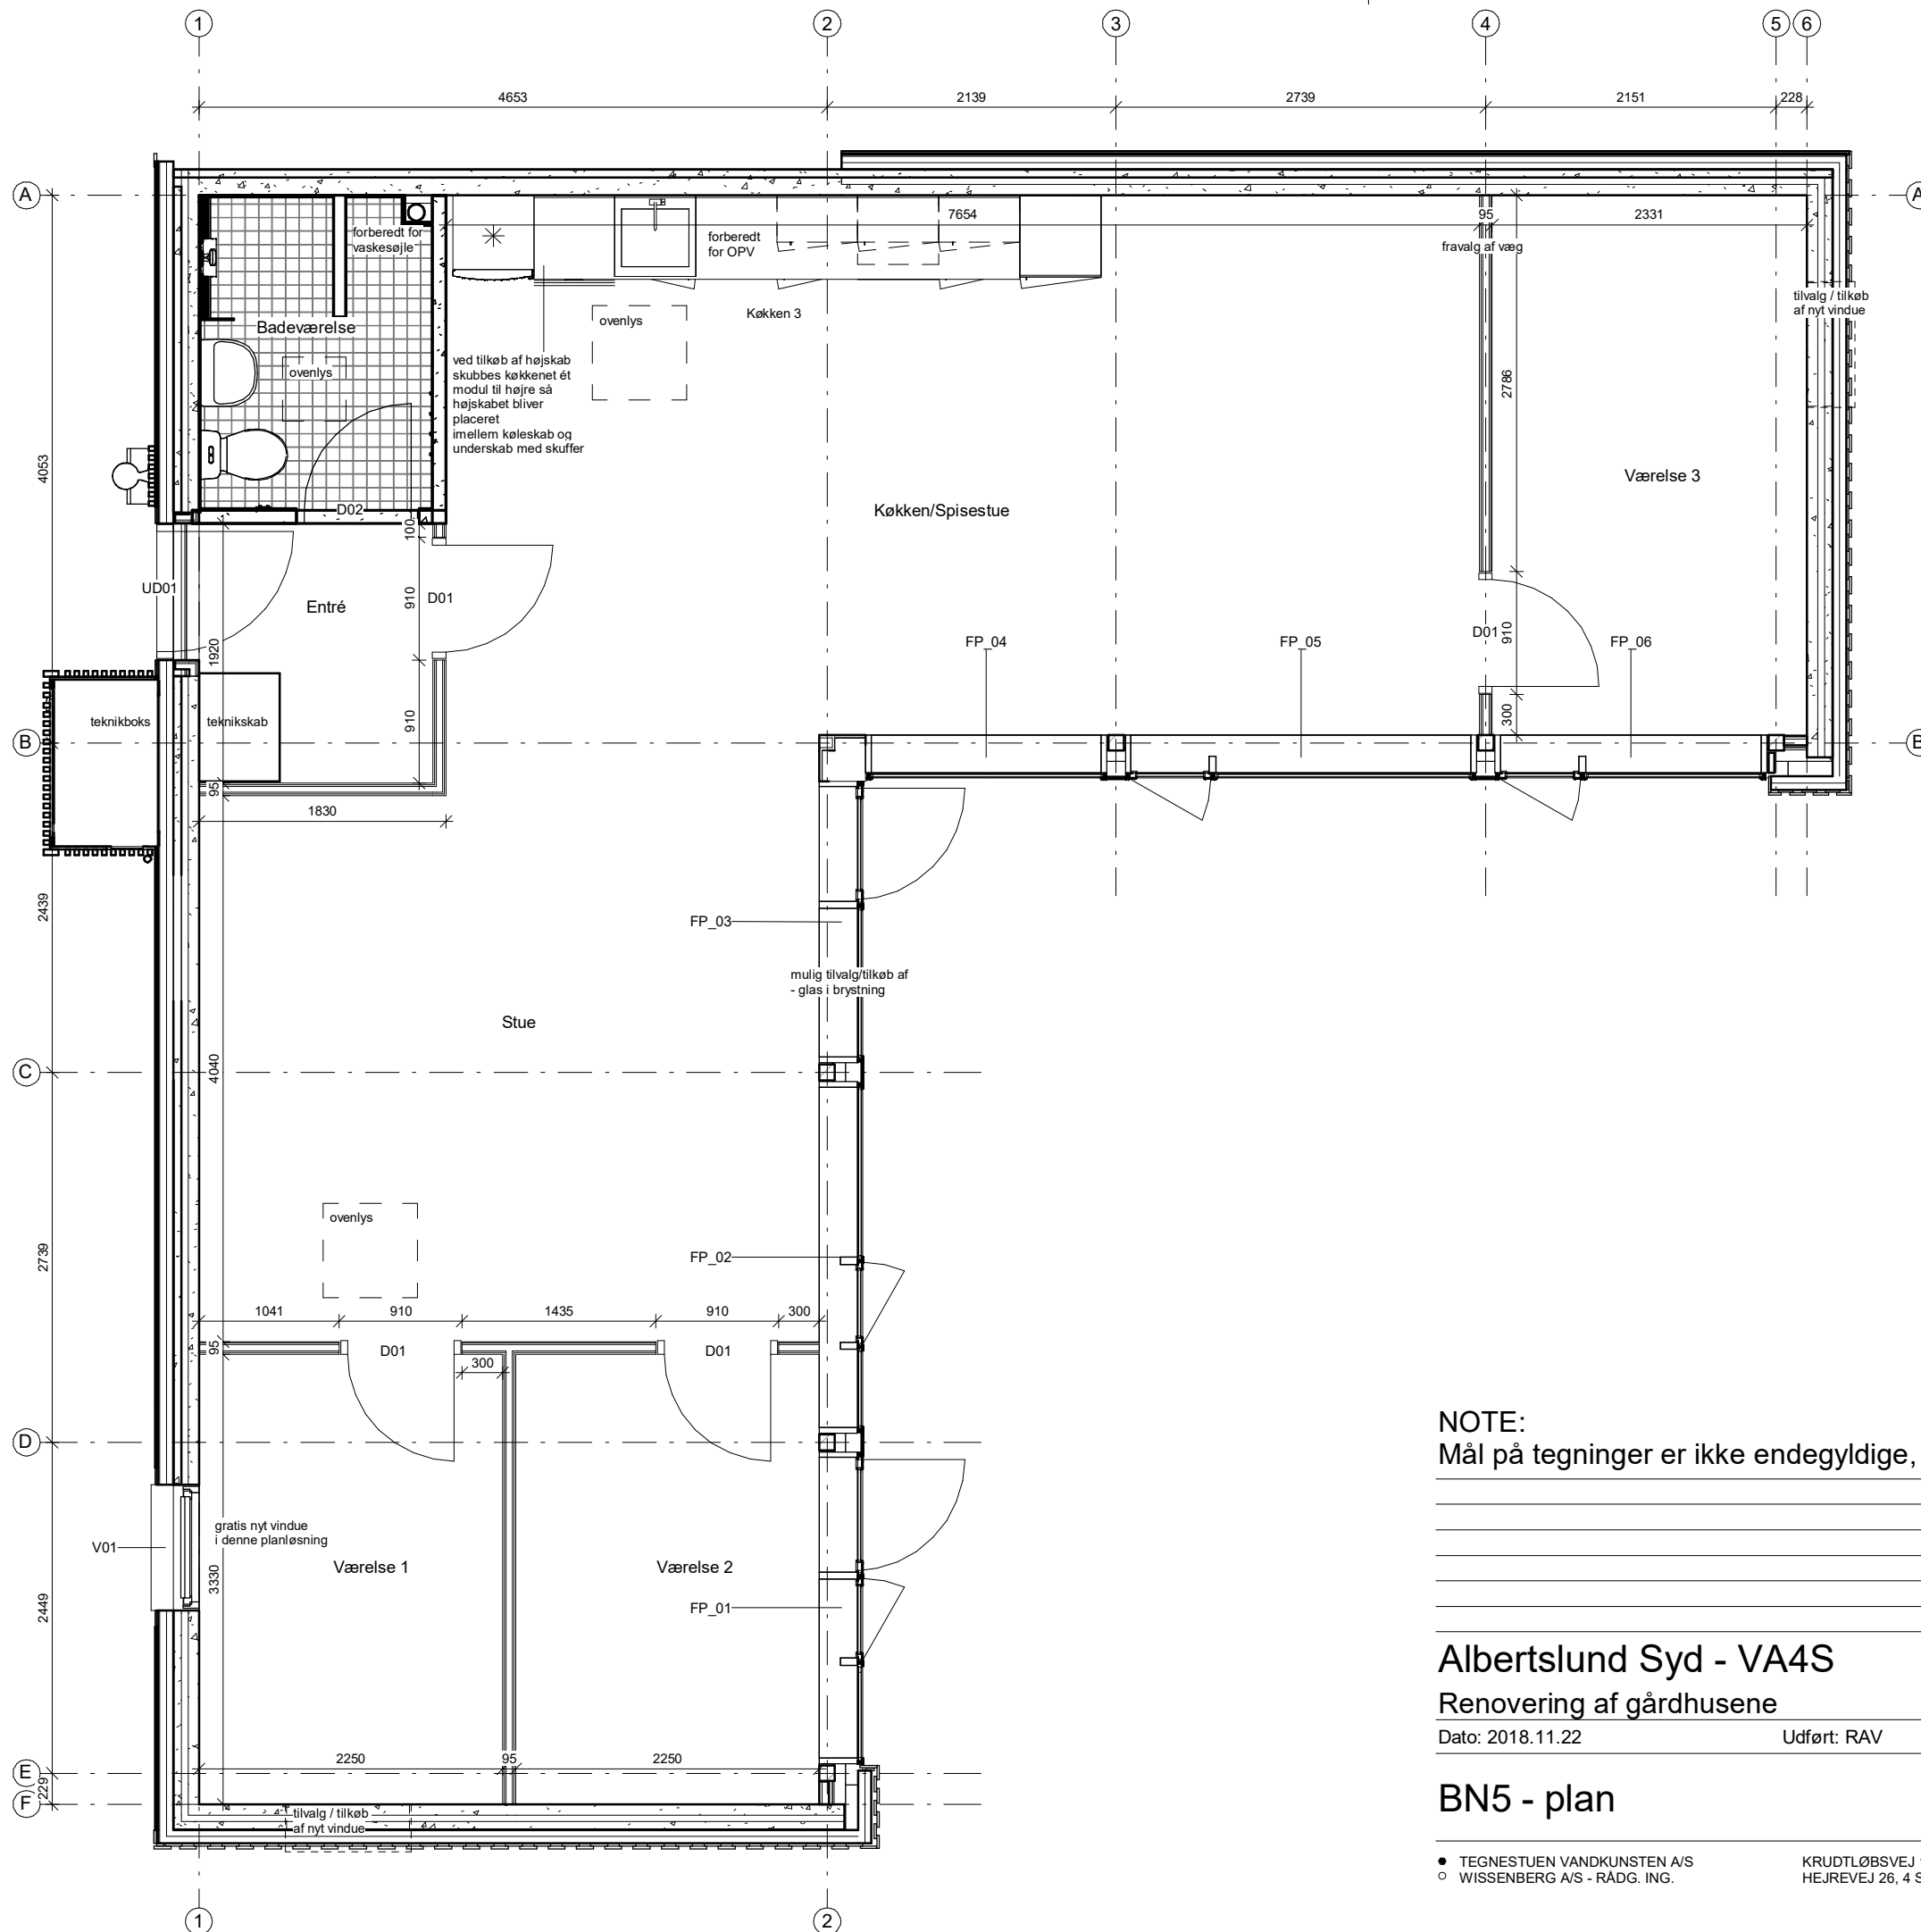 1 2 3 4 5 6
4653 2139 2739 2151 228
A A
7654 95 2331
forberedt for
vaskesøjle
forberedt
for OPV
fravalg af væg
tilvalg / tilkøb
af nyt vindue
ovenlys
Køkken 3
Badeværelse
ovenlys
ved tilkøb af højskab
skubbes køkkenet ét
modul til højre så
højskabet bliver
placeret
imellem køleskab og
underskab med skuffer
2786
4053
Værelse 3
Køkken/Spisestue
D02
100
UD01
Entré
910
D01
1920
FP_04
FP_05
D01
910
FP_06
300
910
teknikboks
teknikskab
B B
95
1830
2439
FP_03
mulig tilvalg/tilkøb af
- glas i brystning
Stue
C
4040
ovenlys
2739
FP_02
1041 910 1435 910 300
95
D01
D01
300
D
NOTE:
Mål på tegninger er ikke endegyldige,
gratis nyt vindue
i denne planløsning
V01
Værelse 1
Værelse 2
3330
2449
FP_01
Albertslund Syd - VA4S
Renovering af gårdhusene
Dato: 2018.11.22 Udført: RAV
2250 95 2250
E
229
F
BN5 - plan
tilvalg / tilkøb
af nyt vindue
TEGNESTUEN VANDKUNSTEN A/S KRUDTLØBSVEJ
WISSENBERG A/S - RÅDG. ING. HEJREVEJ 26, 4 S
1 2